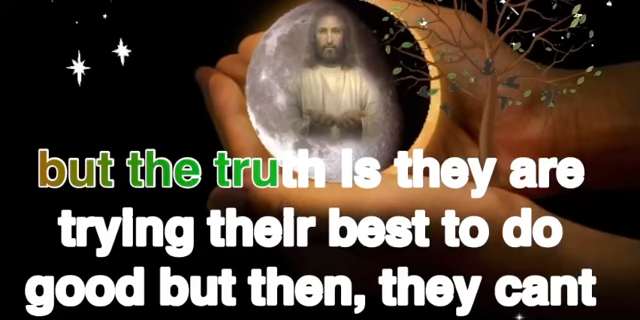 but the truth is they are
trying their best to do
good but then, they cant